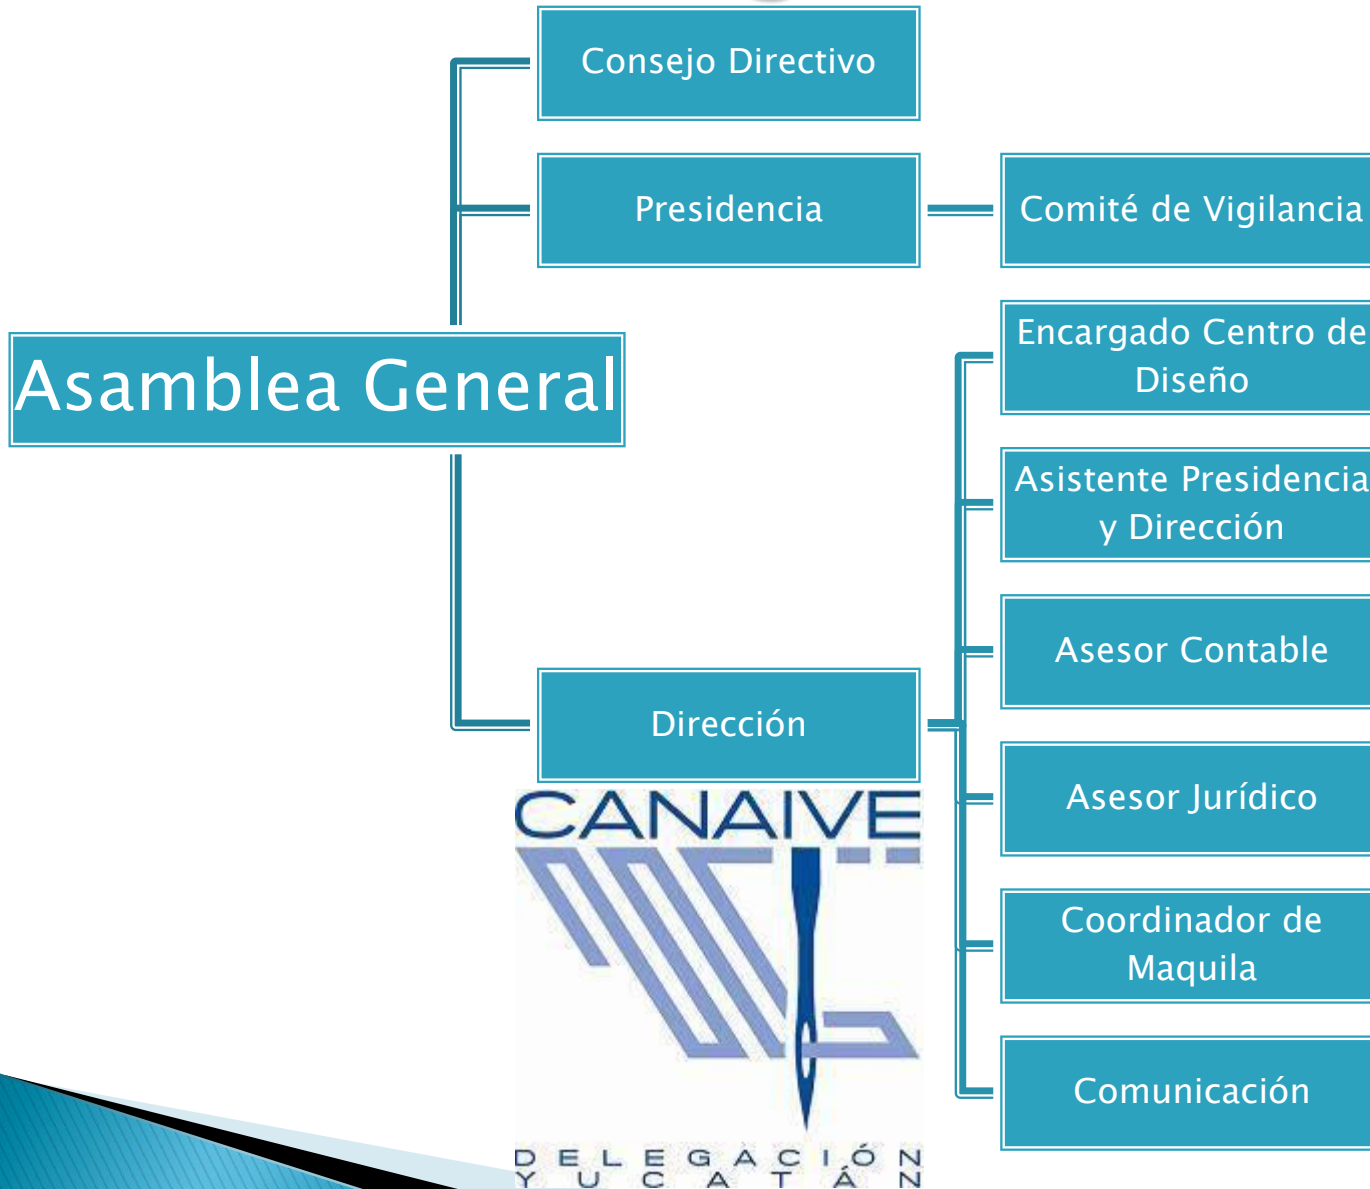 Consejo Directivo
Presidencia
Comité de Vigilancia
Asamblea General
Encargado Centro de
Diseño
Asistente Presidencia
y Dirección
Asesor Contable
Dirección
Asesor Jurídico
Coordinador de
Maquila
Comunicación
CANAIVE
DELEGACIÓN
YUCATÁN